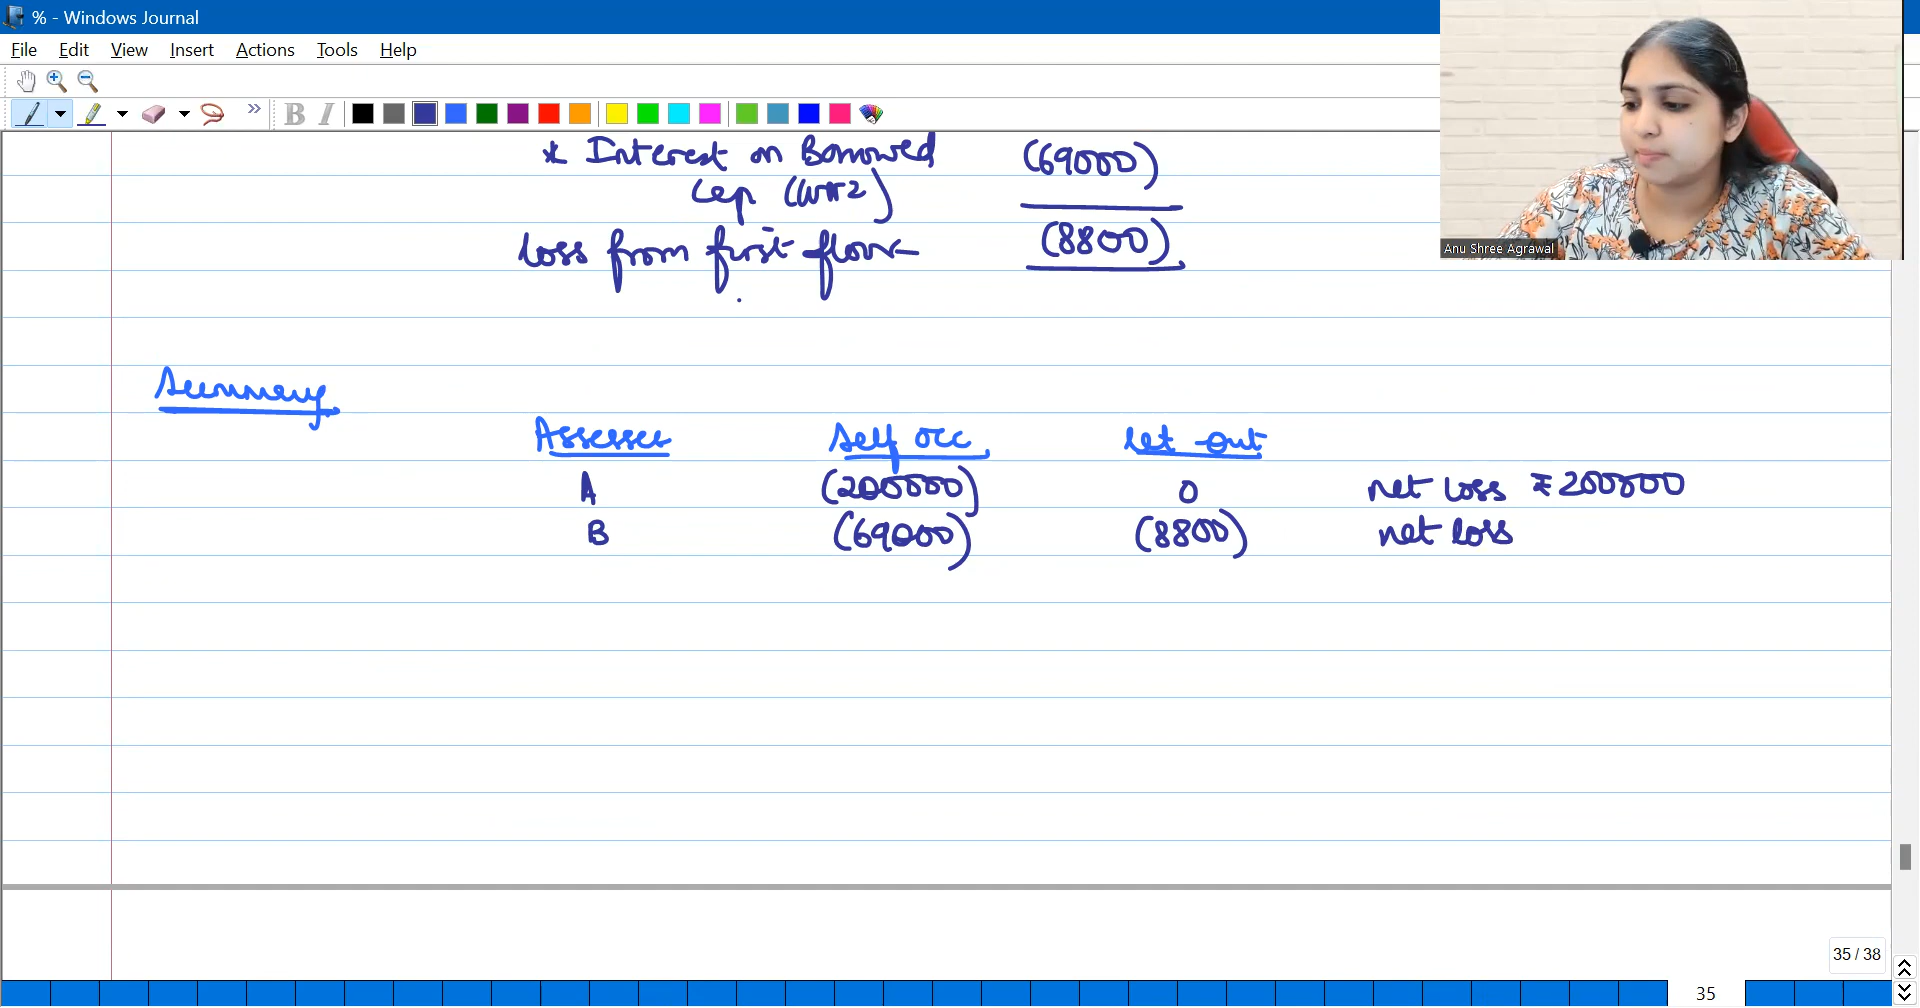 % - Windows Journal
File Edit View Insert Actions Tools Help
B I
* Interest on Borrowed (69000)
Cap (WN2)
Loss from first floor (8800)
Anu Shree Agrawal
Summary
Assessee Self occ Let out
A (200000) 0 net loss ₹200000
B (69000) (8800) net loss
35 / 38
35